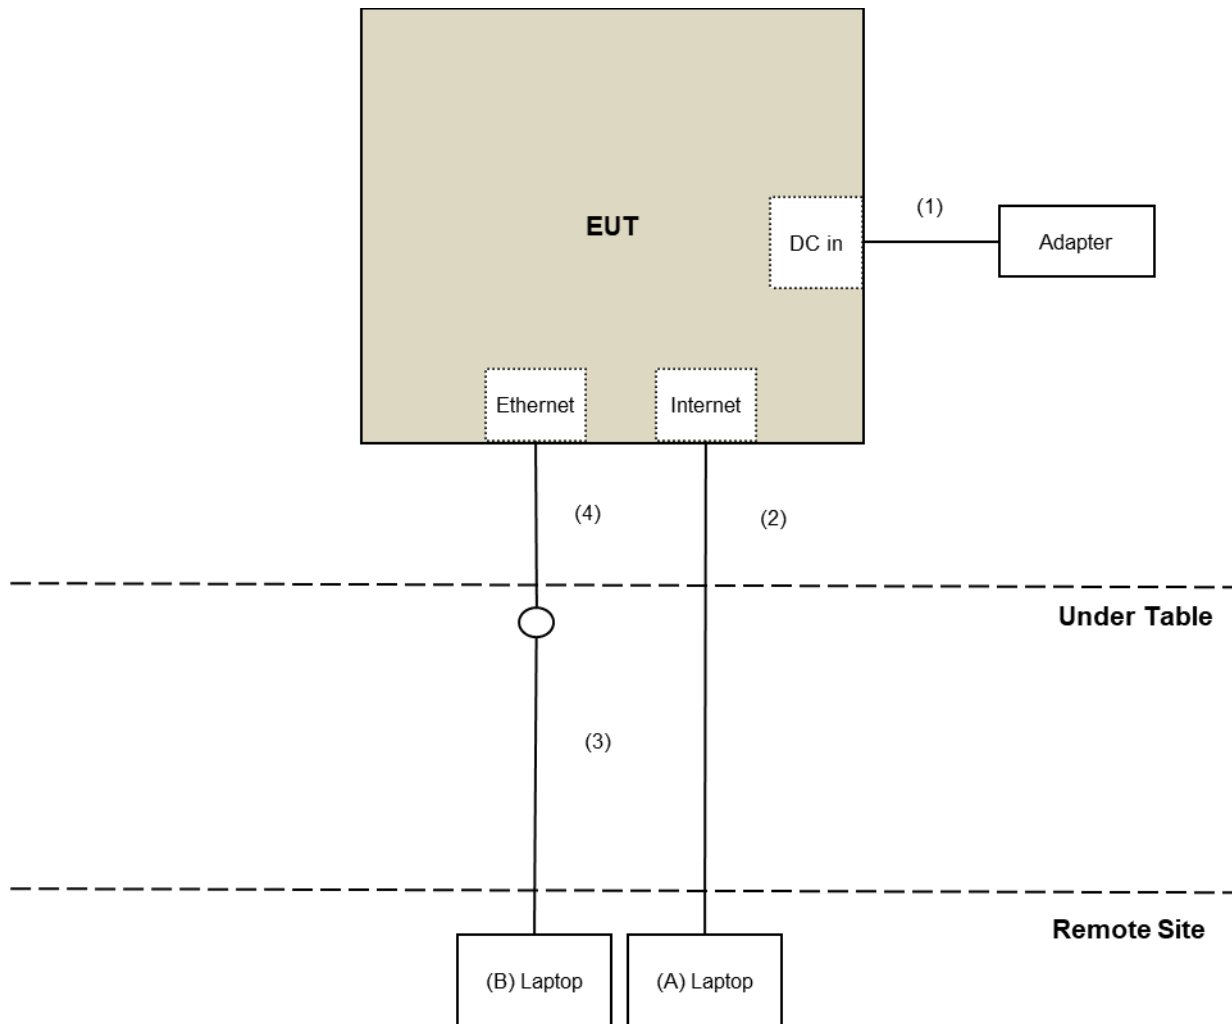 (1)
EUT
DC in
Adapter
Ethernet
Internet
(4)
(2)
Under Table
(3)
Remote Site
(B) Laptop
(A) Laptop